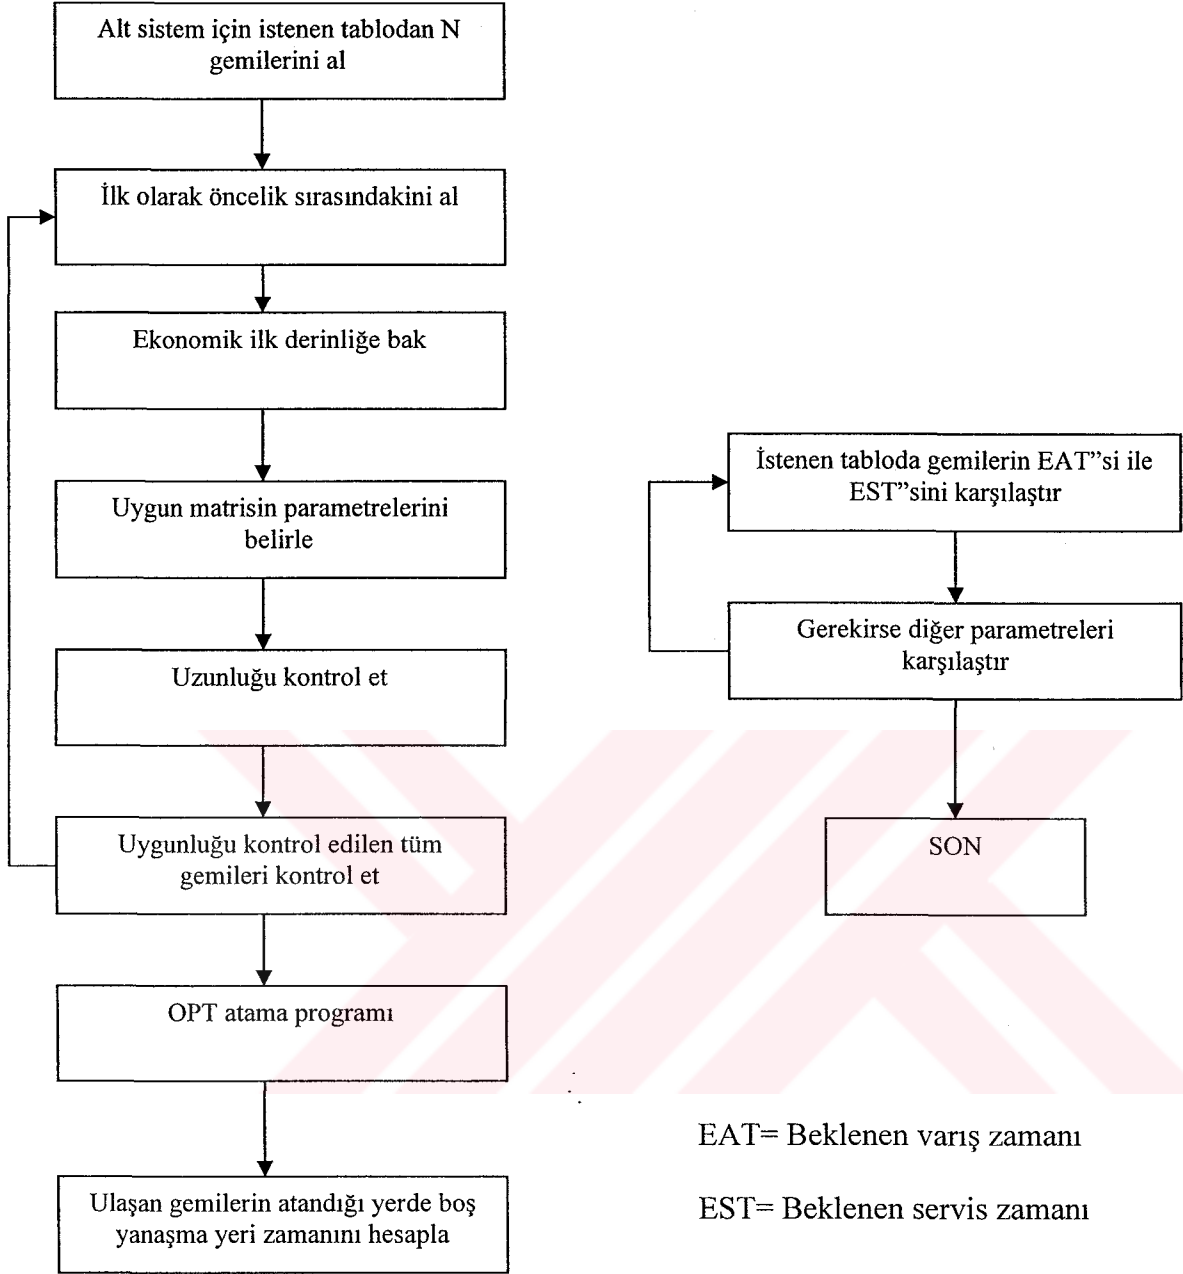 Alt sistem için istenen tablodan N
gemilerini al
İlk olarak öncelik sırasındakini al
Ekonomik ilk derinliğe bak
Uygun matrisin parametrelerini
belirle
Uzunluğu kontrol et
Uygunluğu kontrol edilen tüm
gemileri kontrol et
OPT atama programı
Ulaşan gemilerin atandığı yerde boş
yanaşma yeri zamanını hesapla
İstenen tabloda gemilerin EAT”si ile
EST”sini karşılaştır
Gerekirse diğer parametreleri
karşılaştır
SON
EAT= Beklenen varış zamanı
EST= Beklenen servis zamanı